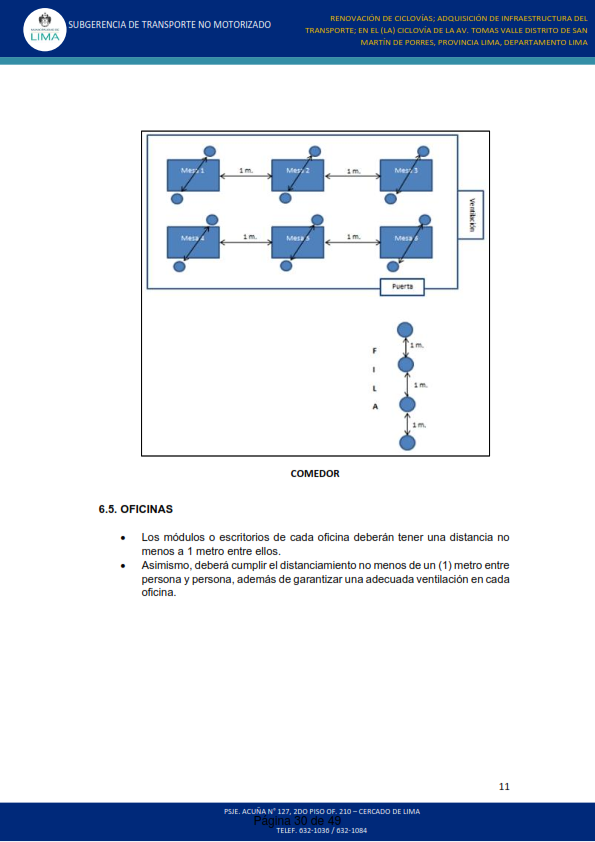 SUBGERENCIA DE TRANSPORTE NO MOTORIZADO
RENOVACIÓN DE CICLOVÍAS; ADQUISICIÓN DE INFRAESTRUCTURA DEL
TRANSPORTE; EN EL (LA) CICLOVÍA DE LA AV. TOMAS VALLE DISTRITO DE SAN
MARTÍN DE PORRES, PROVINCIA LIMA, DEPARTAMENTO LIMA
LIMA
Mesa 1 1 m. Mesa 2 1 m. Mesa 3
Ventilación
Mesa 4 1 m. Mesa 5 1 m. Mesa 6
Puerta
FILA
1 m.
1 m.
1 m.
COMEDOR
6.5. OFICINAS
• Los módulos o escritorios de cada oficina deberán tener una distancia no
menos a 1 metro entre ellos.
• Asimismo, deberá cumplir el distanciamiento no menos de un (1) metro entre
persona y persona, además de garantizar una adecuada ventilación en cada
oficina.
11
PSJE. ACUÑA N° 127, 2DO PISO OF. 210 – CERCADO DE LIMA
Página 30 de 49
TELEF. 632-1036 / 632-1084